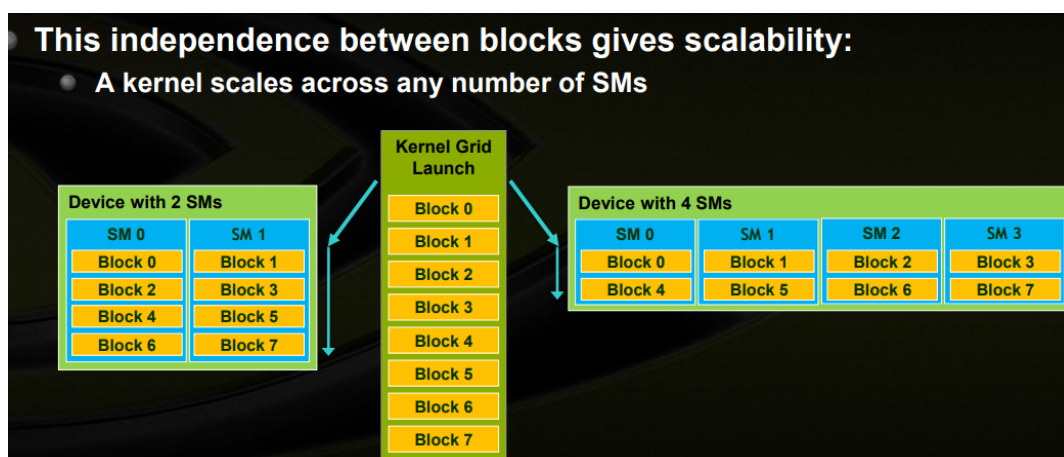 This independence between blocks gives scalability:
A kernel scales across any number of SMs
Kernel Grid
Launch
Block 0
Block 1
Block 2
Block 3
Block 4
Block 5
Block 6
Block 7
Device with 2 SMs
SM 0
SM 1
Block 0
Block 1
Block 2
Block 3
Block 4
Block 5
Block 6
Block 7
Device with 4 SMs
SM 0
SM 1
SM 2
SM 3
Block 0
Block 1
Block 2
Block 3
Block 4
Block 5
Block 6
Block 7